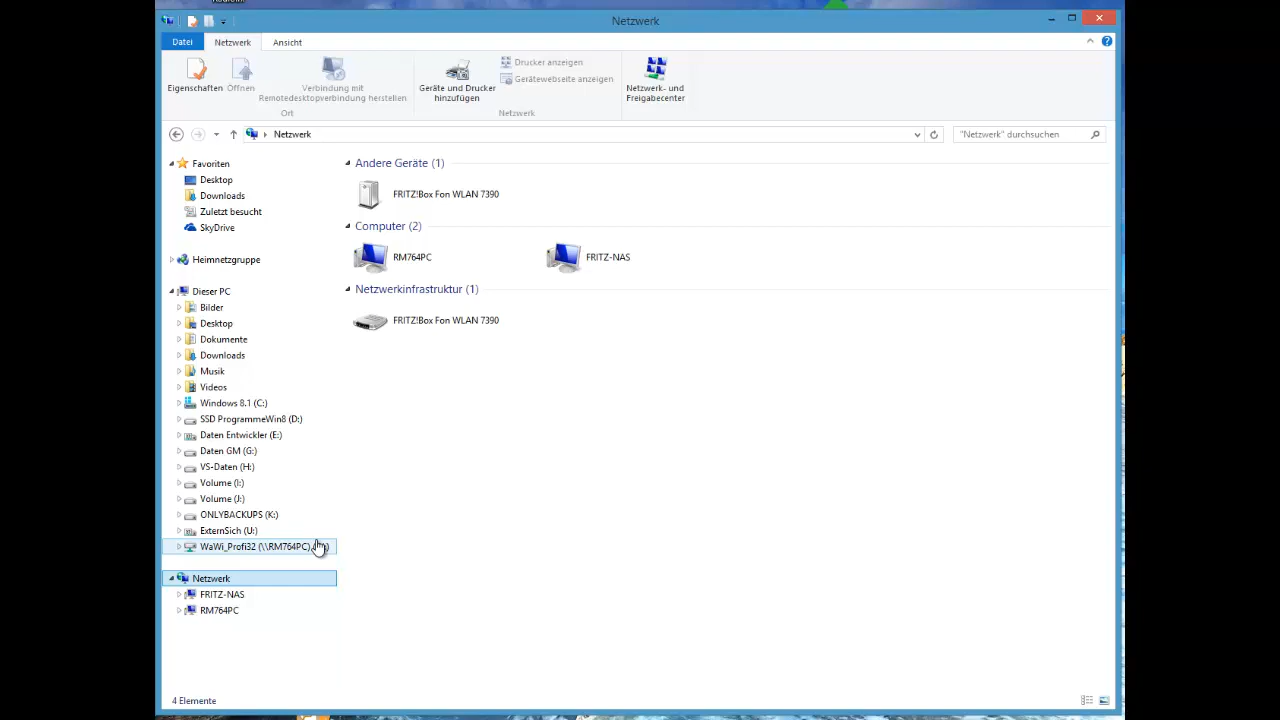 Netzwerk
Datei
Netzwerk
Ansicht
Eigenschaften
Öffnen
Verbindung mit
Remotedesktopverbindung herstellen
Ort
Geräte und Drucker
hinzufügen
Drucker anzeigen
Gerätewebseite anzeigen
Netzwerk
Netzwerk- und
Freigabecenter
Netzwerk
"Netzwerk" durchsuchen
Favoriten
Desktop
Downloads
Zuletzt besucht
SkyDrive
Heimnetzgruppe
Dieser PC
Bilder
Desktop
Dokumente
Downloads
Musik
Videos
Windows 8.1 (C:)
SSD ProgrammeWin8 (D:)
Daten Entwickler (E:)
Daten GM (G:)
VS-Daten (H:)
Volume (I:)
Volume (J:)
ONLYBACKUPS (K:)
ExternSich (U:)
WaWi_Profi32 (\\RM764PC)
Netzwerk
FRITZ-NAS
RM764PC
Andere Geräte (1)
FRITZ!Box Fon WLAN 7390
Computer (2)
RM764PC
FRITZ-NAS
Netzwerkinfrastruktur (1)
FRITZ!Box Fon WLAN 7390
4 Elemente